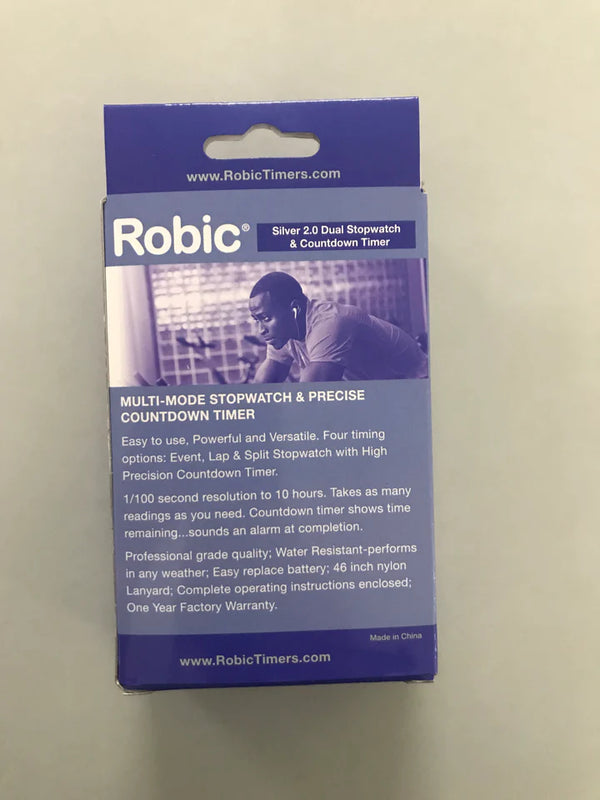 www.RobicTimers.com
Robic®
Silver 2.0 Dual Stopwatch
& Countdown Timer
MULTI-MODE STOPWATCH & PRECISE
COUNTDOWN TIMER
Easy to use, Powerful and Versatile. Four timing
options: Event, Lap & Split Stopwatch with High
Precision Countdown Timer.
1/100 second resolution to 10 hours. Takes as many
readings as you need. Countdown timer shows time
remaining...sounds an alarm at completion.
Professional grade quality; Water Resistant-performs
in any weather; Easy replace battery; 46 inch nylon
Lanyard; Complete operating instructions enclosed;
One Year Factory Warranty.
Made in China
www.RobicTimers.com